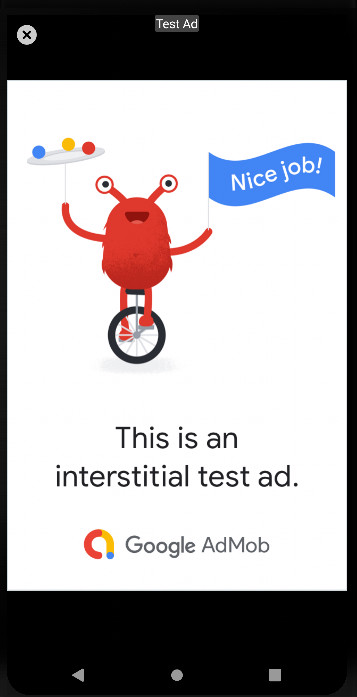 Test Ad
Nice job!
This is an
interstitial test ad.
Google AdMob